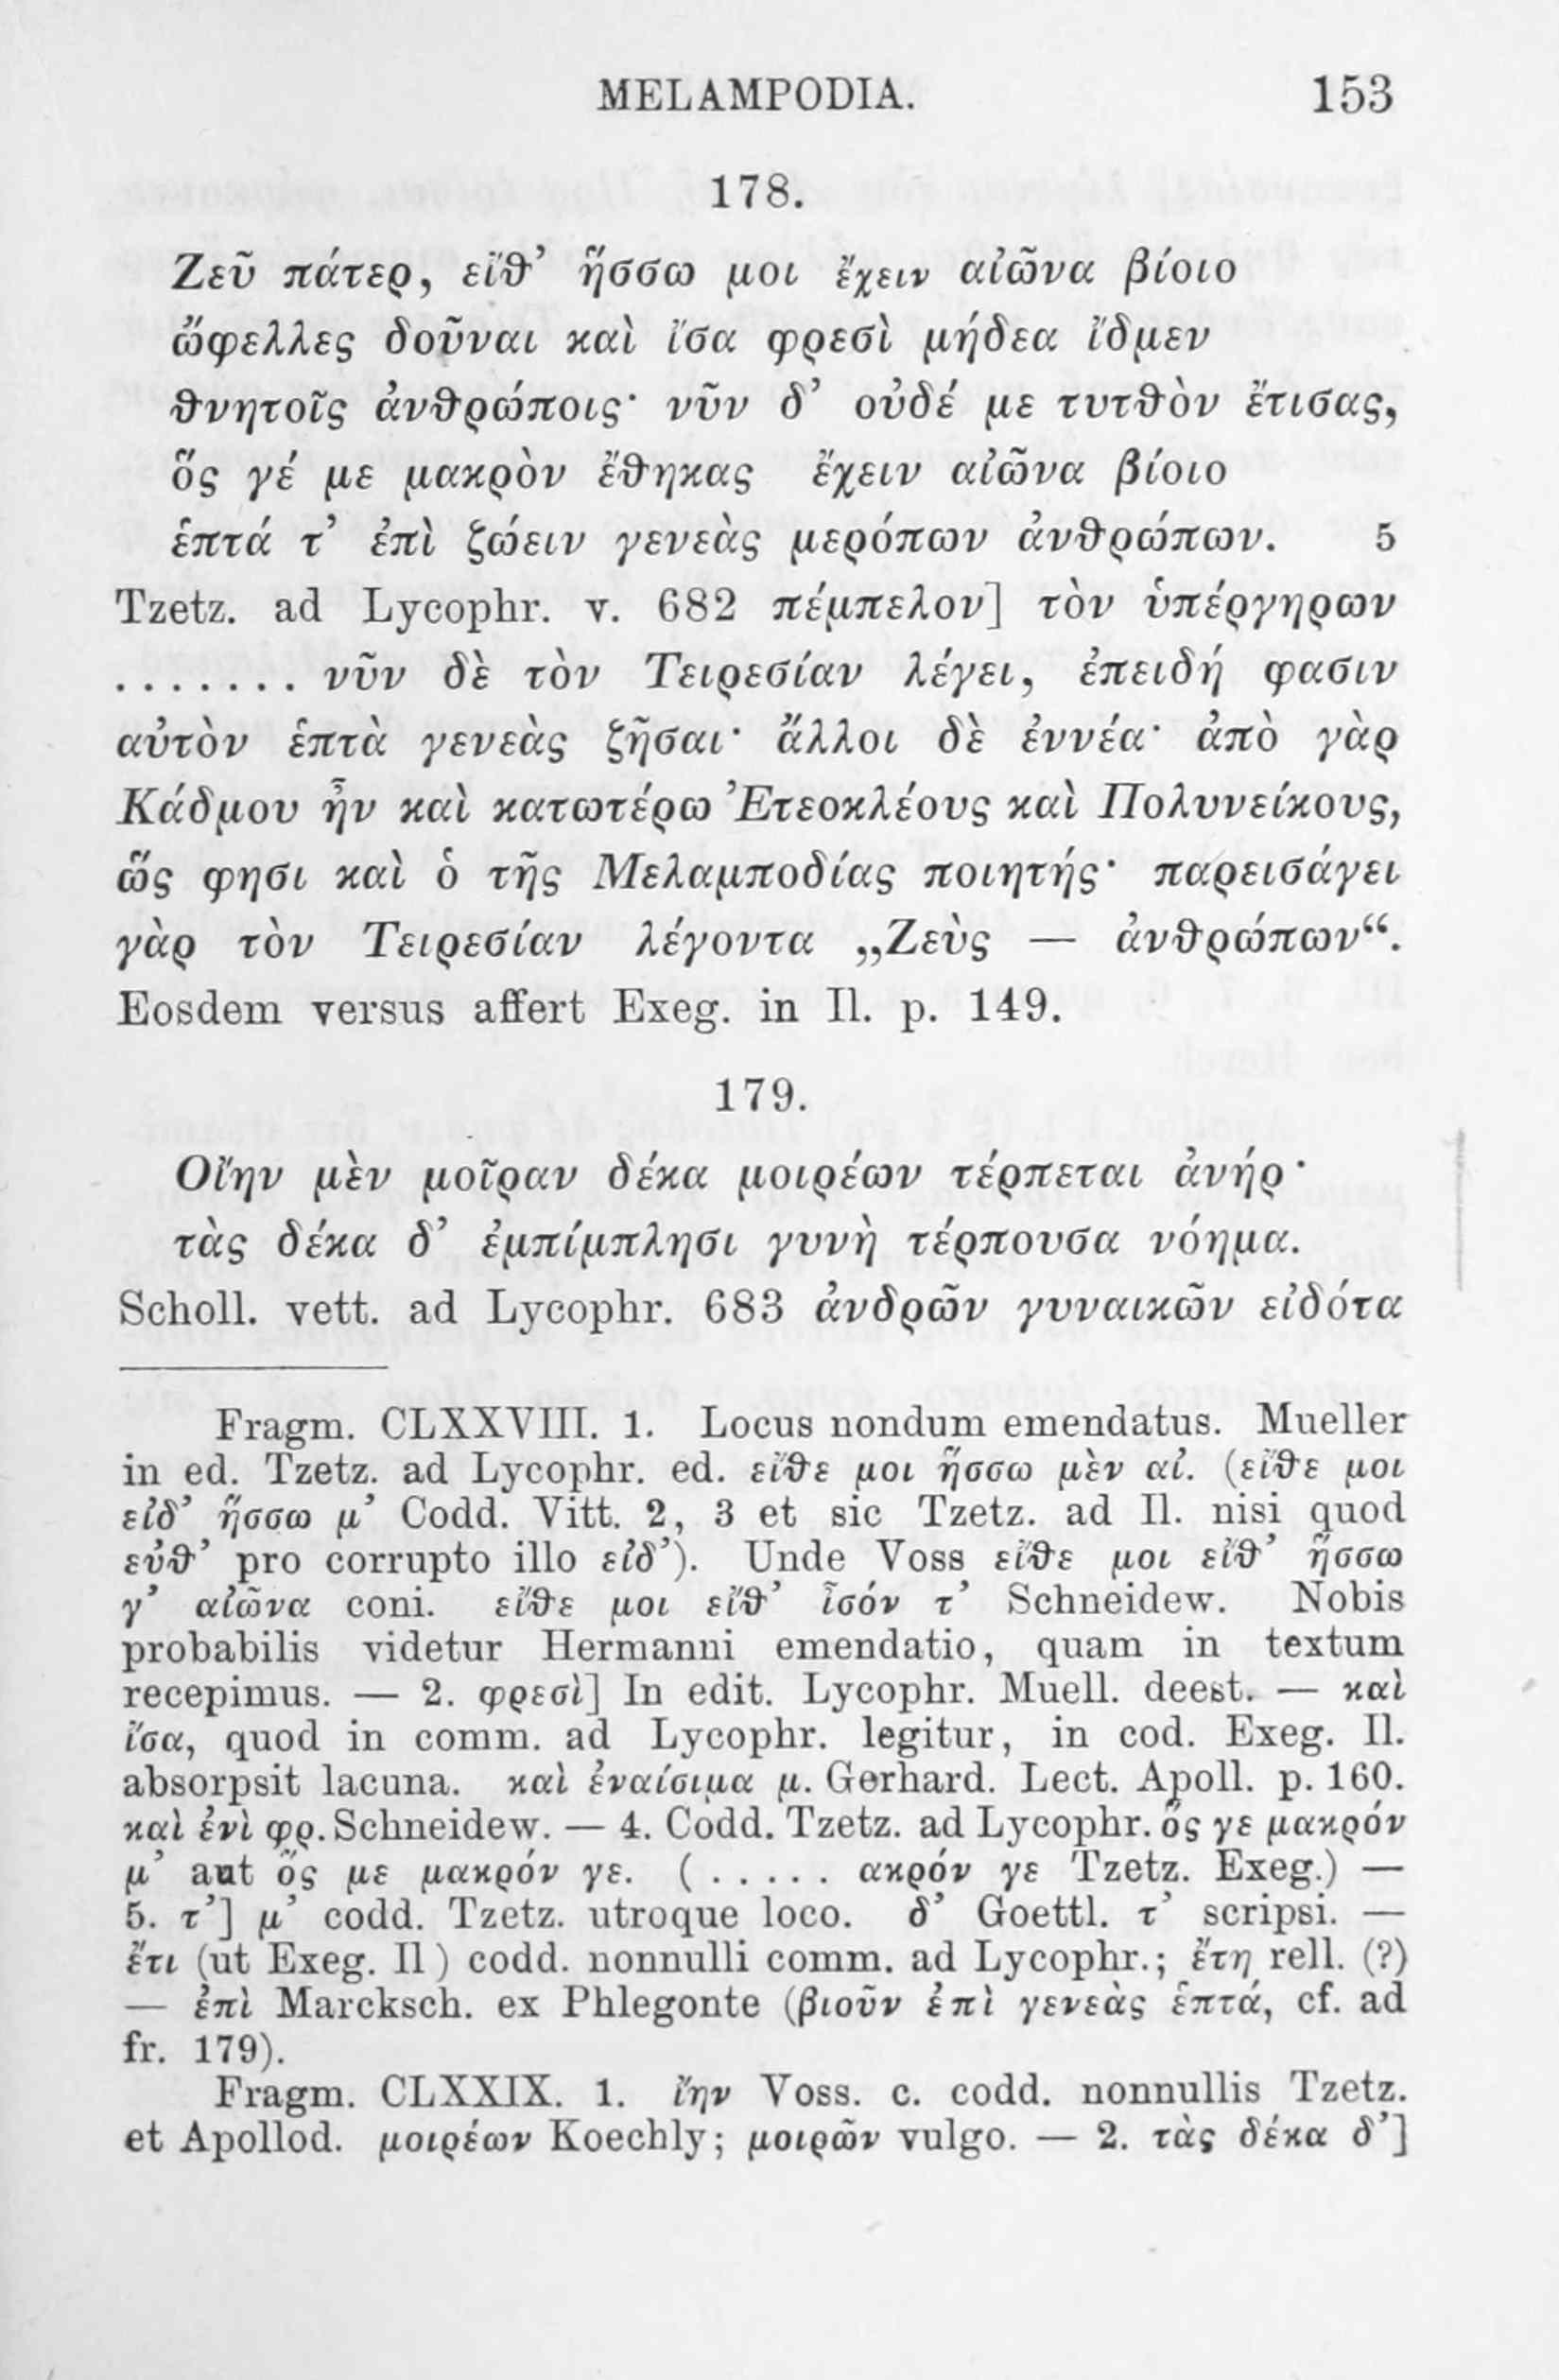 MELAMPODIA. 153
178.
Ζεῦ πάτερ, εἴϑ’ ἥσσω μοι ἔχειν αἰῶνα βίοιο
ὤφελλες δοῦναι καὶ ἴσα φρεσὶ μήδεα ἴδμεν
ϑνητοῖς ἀνϑρώποις· νῦν δ’ οὐδέ με τυτϑὸν ἔτισας,
ὅς γέ με μακρὸν ἔϑηκας ἔχειν αἰῶνα βίοιο
ἑπτά τ’ ἐπὶ ζώειν γενεὰς μερόπων ἀνϑρώπων. 5
Tzetz. ad Lycophr. v. 682 πέμπελον] τὸν ὑπέργηρων
. . . . . . . νῦν δὲ τὸν Τειρεσίαν λέγει, ἐπειδή φασιν
αὐτὸν ἑπτὰ γενεὰς ζῆσαι· ἄλλοι δὲ ἐννέα· ἀπὸ γὰρ
Κάδμου ἦν καὶ κατωτέρω Ἐτεοκλέους καὶ Πολυνείκους,
ὥς φησι καὶ ὁ τῆς Μελαμποδίας ποιητής· παρεισάγει
γὰρ τὸν Τειρεσίαν λέγοντα „Ζεὺς — ἀνϑρώπων“.
Eosdem versus affert Exeg. in Il. p. 149.
179.
Οἴην μὲν μοῖραν δέκα μοιρέων τέρπεται ἀνήρ·
τὰς δέκα δ’ ἐμπίμπλησι γυνὴ τέρπουσα νόημα.
Scholl. vett. ad Lycophr. 683 ἀνδρῶν γυναικῶν εἰδότα
Fragm. CLXXVIII. 1. Locus nondum emendatus. Mueller
in ed. Tzetz. ad Lycophr. ed. εἴϑε μοι ἥσσω μὲν αἰ. (εἴϑε μοι
εἰδ’ ἥσσω μ’ Codd. Vitt. 2, 3 et sic Tzetz. ad Il. nisi quod
εὐϑ’ pro corrupto illo εἰδ’). Unde Voss εἴϑε μοι εἴϑ’ ἥσσω
γ’ αἰῶνα coni. εἴϑε μοι εἴϑ’ ἶσόν τ’ Schneidew. Nobis
probabilis videtur Hermanni emendatio, quam in textum
recepimus. — 2. φρεσὶ] In edit. Lycophr. Muell. deest. — καὶ
ἴσα, quod in comm. ad Lycophr. legitur, in cod. Exeg. Il.
absorpsit lacuna. καὶ ἐναίσιμα μ. Gerhard. Lect. Apoll. p. 160.
καὶ ἐνὶ φρ. Schneidew. — 4. Codd. Tzetz. ad Lycophr. ὅς γε μακρόν
μ’ aut ὅς με μακρόν γε. ( . . . . . ακρόν γε Tzetz. Exeg.) —
5. τ’] μ’ codd. Tzetz. utroque loco. δ’ Goettl. τ’ scripsi. —
ἔτι (ut Exeg. Il) codd. nonnulli comm. ad Lycophr.; ἔτη rell. (?)
— ἐπὶ Marcksch. ex Phlegonte (βιοῦν ἐπὶ γενεὰς ἑπτά, cf. ad
fr. 179).
Fragm. CLXXIX. 1. ἴην Voss. c. codd. nonnullis Tzetz.
et Apollod. μοιρέων Koechly; μοιρῶν vulgo. — 2. τὰς δέκα δ’]